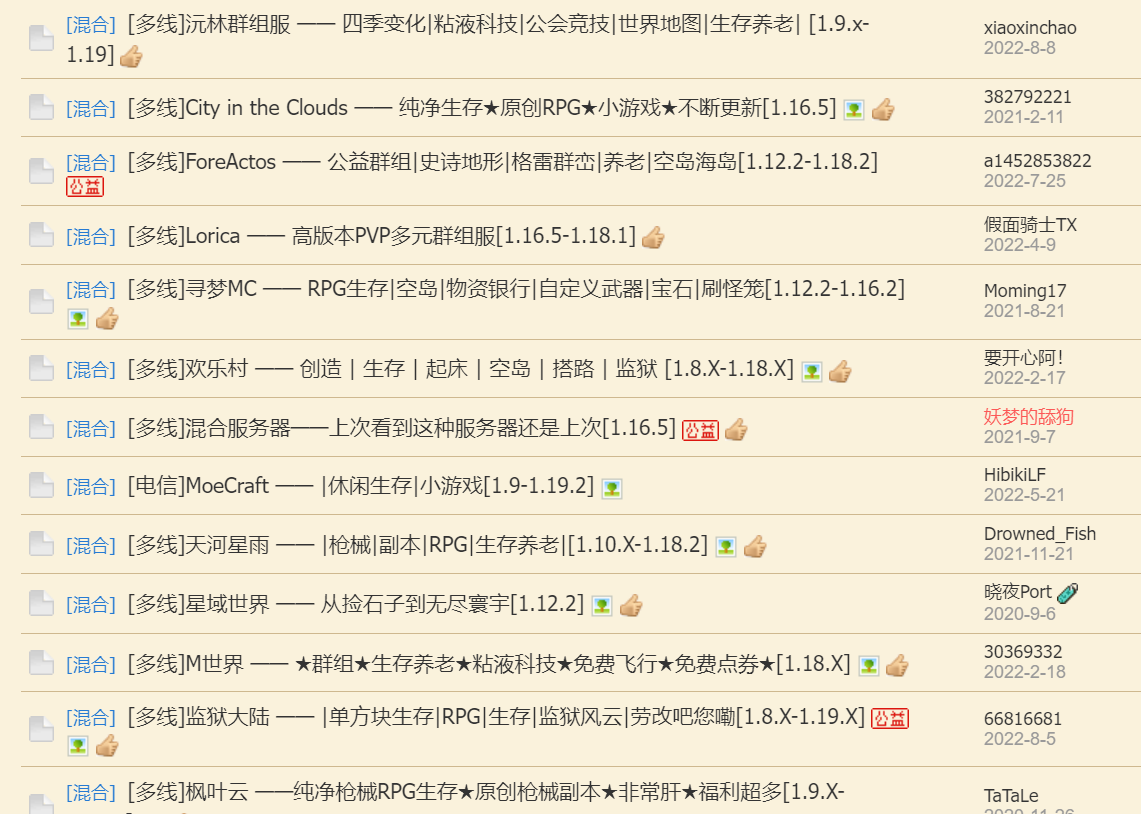 [混合] [多线]沅林群组服 —— 四季变化|粘液科技|公会竞技|世界地图|生存养老| [1.9.x-
1.19]
xiaoxinchao
2022-8-8
[混合] [多线]City in the Clouds —— 纯净生存★原创RPG★小游戏★不断更新[1.16.5]
382792221
2021-2-11
[混合] [多线]ForeActos —— 公益群组|史诗地形|格雷群峦|养老|空岛海岛[1.12.2-1.18.2]
公益
a1452853822
2022-7-25
[混合] [多线]Lorica —— 高版本PVP多元群组服[1.16.5-1.18.1]
假面骑士TX
2022-4-9
[混合] [多线]寻梦MC —— RPG生存|空岛|物资银行|自定义武器|宝石|刷怪笼[1.12.2-1.16.2]
Moming17
2021-8-21
[混合] [多线]欢乐村 —— 创造 | 生存 | 起床 | 空岛 | 搭路 | 监狱 [1.8.X-1.18.X]
要开心阿!
2022-2-17
[混合] [多线]混合服务器——上次看到这种服务器还是上次[1.16.5] 公益
妖梦的舔狗
2021-9-7
[混合] [电信]MoeCraft —— |休闲生存|小游戏[1.9-1.19.2]
HibikiLF
2022-5-21
[混合] [多线]天河星雨 —— |枪械|副本|RPG|生存养老|[1.10.X-1.18.2]
Drowned_Fish
2021-11-21
[混合] [多线]星域世界 —— 从捡石子到无尽寰宇[1.12.2]
晓夜Port
2020-9-6
[混合] [多线]M世界 —— ★群组★生存养老★粘液科技★免费飞行★免费点券★[1.18.X]
30369332
2022-2-18
[混合] [多线]监狱大陆 —— |单方块生存|RPG|生存|监狱风云|劳改吧您嘞[1.8.X-1.19.X] 公益
66816681
2022-8-5
[混合] [多线]枫叶云 ——纯净枪械RPG生存★原创枪械副本★非常肝★福利超多[1.9.X-
TaTaLe